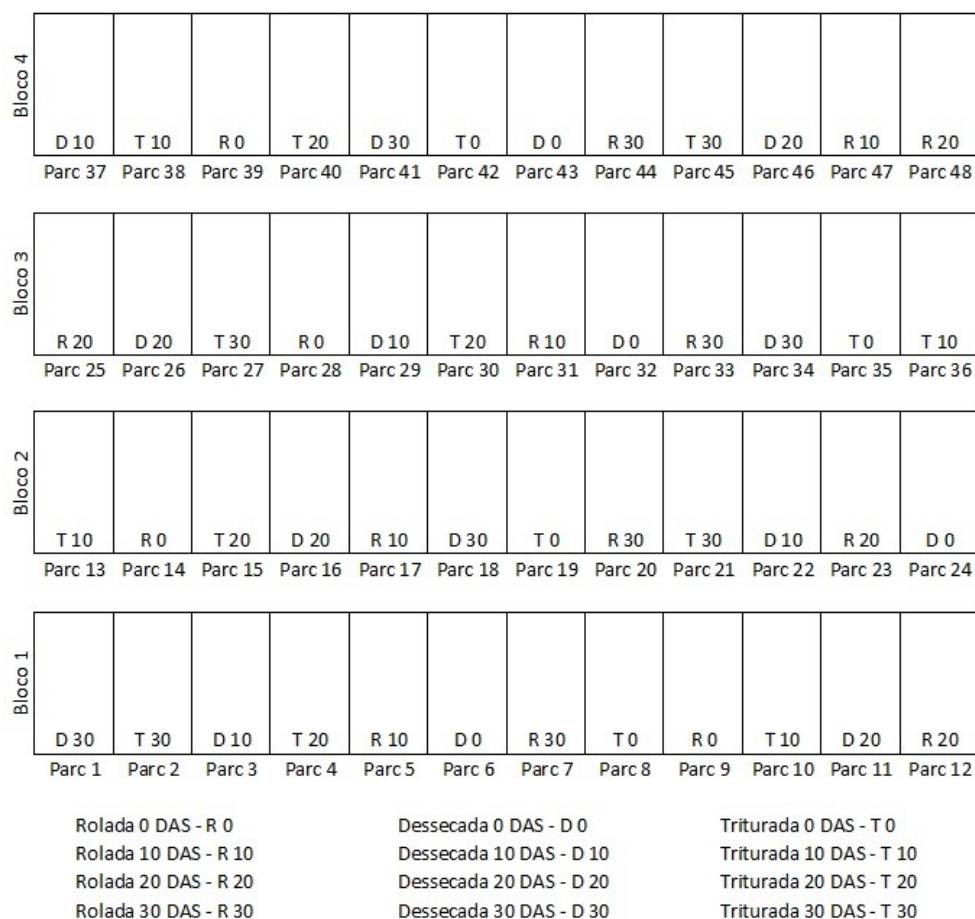 Bloco 4
D 10 T 10 R 0 T 20 D 30 T 0 D 0 R 30 T 30 D 20 R 10 R 20
Parc 37 Parc 38 Parc 39 Parc 40 Parc 41 Parc 42 Parc 43 Parc 44 Parc 45 Parc 46 Parc 47 Parc 48
Bloco 3
R 20 D 20 T 30 R 0 D 10 T 20 R 10 D 0 R 30 D 30 T 0 T 10
Parc 25 Parc 26 Parc 27 Parc 28 Parc 29 Parc 30 Parc 31 Parc 32 Parc 33 Parc 34 Parc 35 Parc 36
Bloco 2
T 10 R 0 T 20 D 20 R 10 D 30 T 0 R 30 T 30 D 10 R 20 D 0
Parc 13 Parc 14 Parc 15 Parc 16 Parc 17 Parc 18 Parc 19 Parc 20 Parc 21 Parc 22 Parc 23 Parc 24
Bloco 1
D 30 T 30 D 10 T 20 R 10 D 0 R 30 T 0 R 0 T 10 D 20 R 20
Parc 1 Parc 2 Parc 3 Parc 4 Parc 5 Parc 6 Parc 7 Parc 8 Parc 9 Parc 10 Parc 11 Parc 12
Rolada 0 DAS - R 0 Dessecada 0 DAS - D 0 Triturada 0 DAS - T 0
Rolada 10 DAS - R 10 Dessecada 10 DAS - D 10 Triturada 10 DAS - T 10
Rolada 20 DAS - R 20 Dessecada 20 DAS - D 20 Triturada 20 DAS - T 20
Rolada 30 DAS - R 30 Dessecada 30 DAS - D 30 Triturada 30 DAS - T 30